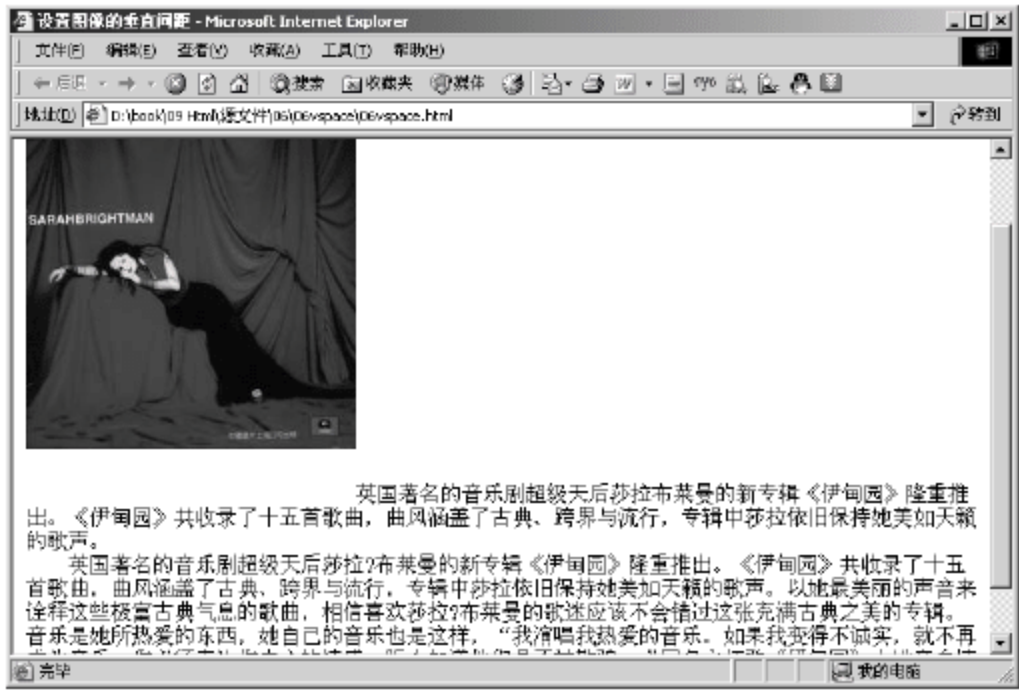 设置图像的垂直间距 - Microsoft Internet Explorer
文件(F) 编辑(E) 查看(V) 收藏(A) 工具(T) 帮助(H)
后退 搜索 收藏夹 媒体
地址(D) D:\book\09 Html\源文件\06\06vspace\06vspace.html 转到
SARAHBRIGHTMAN
英国著名的音乐剧超级天后莎拉布莱曼的新专辑《伊甸园》隆重推
出。《伊甸园》共收录了十五首歌曲，曲风涵盖了古典、跨界与流行，专辑中莎拉依旧保持她美如天籁
的歌声。
英国著名的音乐剧超级天后莎拉?布莱曼的新专辑《伊甸园》隆重推出。《伊甸园》共收录了十五
首歌曲，曲风涵盖了古典、跨界与流行，专辑中莎拉依旧保持她美如天籁的歌声。以她最美丽的声音来
诠释这些极富古典气息的歌曲，相信喜欢莎拉?布莱曼的歌迷应该不会错过这张充满古典之美的专辑。
音乐是她所热爱的东西，她自己的音乐也是这样，“我演唱我热爱的音乐。如果我变得不诚实，就不再
完毕 我的电脑